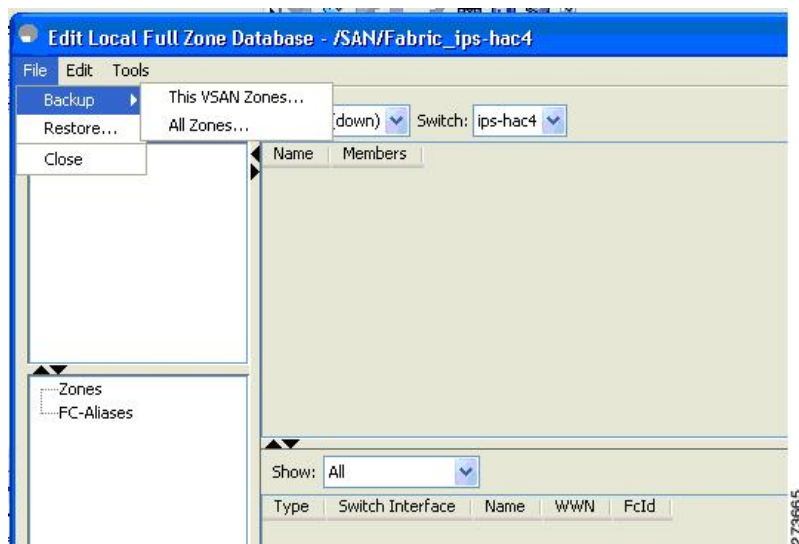 Edit Local Full Zone Database - /SAN/Fabric_ips-hac4
File Edit Tools
Backup This VSAN Zones...
Restore... All Zones...
Close
(down) Switch: ips-hac4
Name Members
Zones
FC-Aliases
Show: All
Type Switch Interface Name WWN FcId
273665